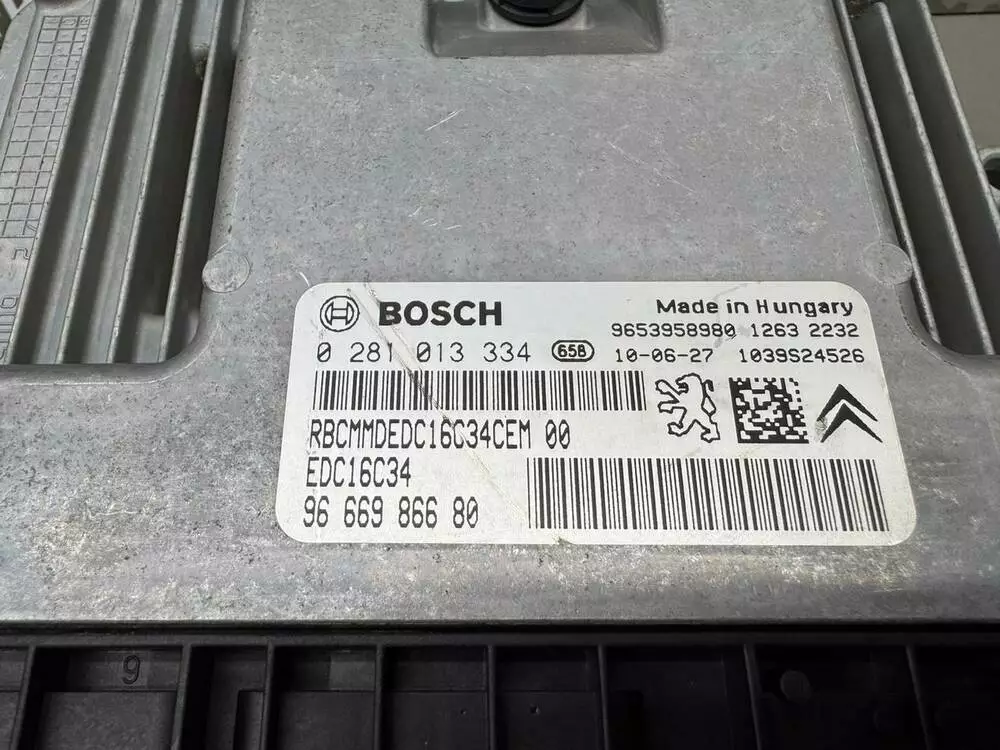 BOSCH
Made in Hungary
9653958980 1263 2232
0 281 013 334 658 10-06-27 1039S24526
RBCMMDEDC16C34CEM 00
EDC16C34
96 669 866 80
9